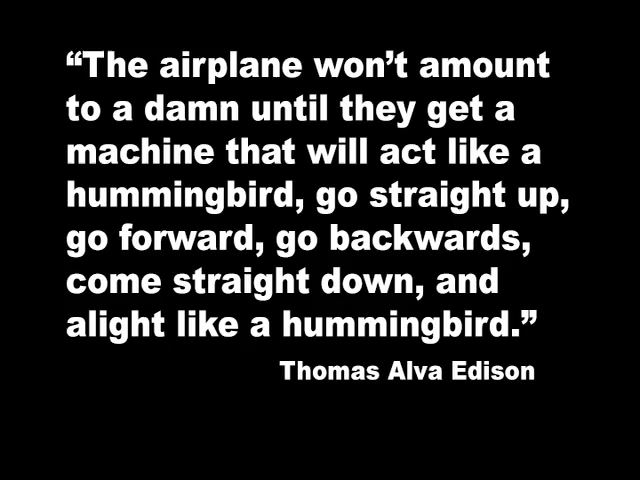 “The airplane won’t amount
to a damn until they get a
machine that will act like a
hummingbird, go straight up,
go forward, go backwards,
come straight down, and
alight like a hummingbird.”
Thomas Alva Edison